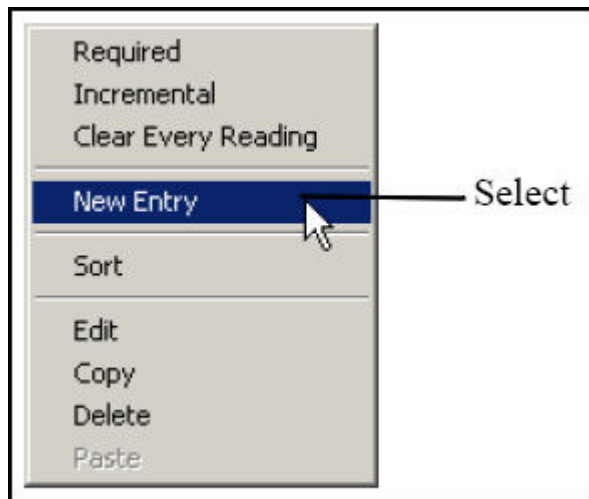 Required
Incremental
Clear Every Reading
New Entry
Select
Sort
Edit
Copy
Delete
Paste